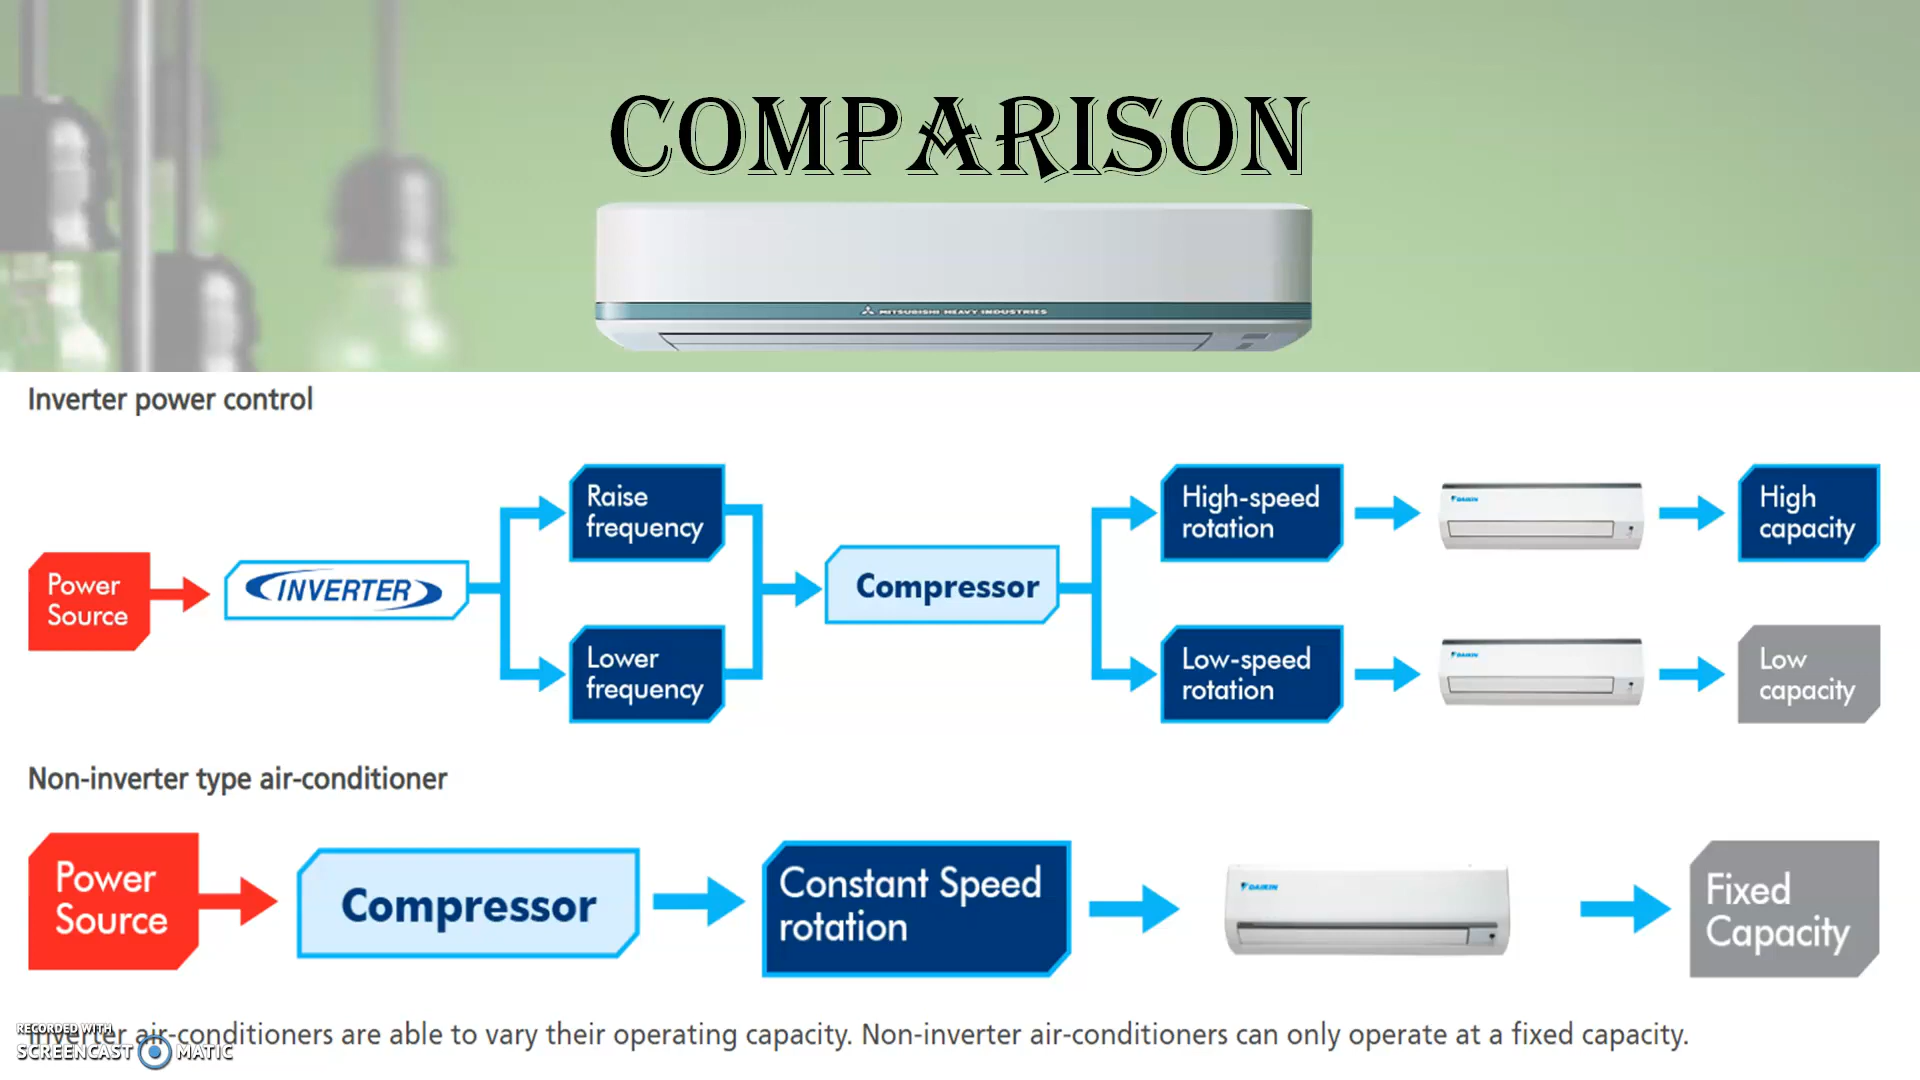 COMPARISON
MITSUBISHI HEAVY INDUSTRIES
Inverter power control
Power
Source
INVERTER
Raise
frequency
Lower
frequency
Compressor
High-speed
rotation
Low-speed
rotation
DAIKIN
DAIKIN
High
capacity
Low
capacity
Non-inverter type air-conditioner
Power
Source
Compressor
Constant Speed
rotation
DAIKIN
Fixed
Capacity
Inverter air-conditioners are able to vary their operating capacity. Non-inverter air-conditioners can only operate at a fixed capacity.
RECORDED WITH
SCREENCAST MATIC